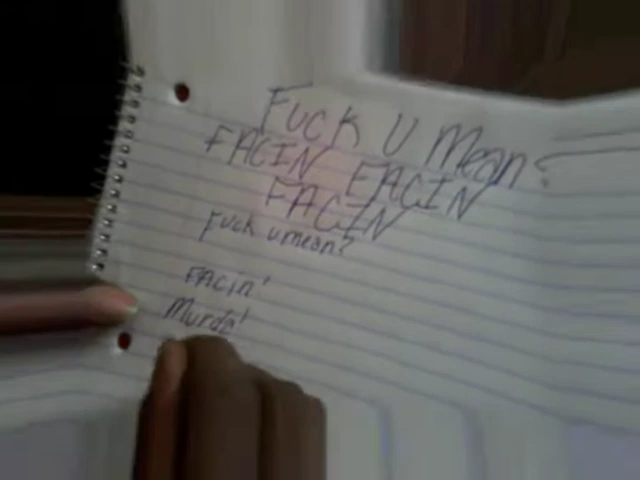 Fuck U Mean?
FACIN FACIN
FACIN
Fuck u mean?
FAcin'
Murda'